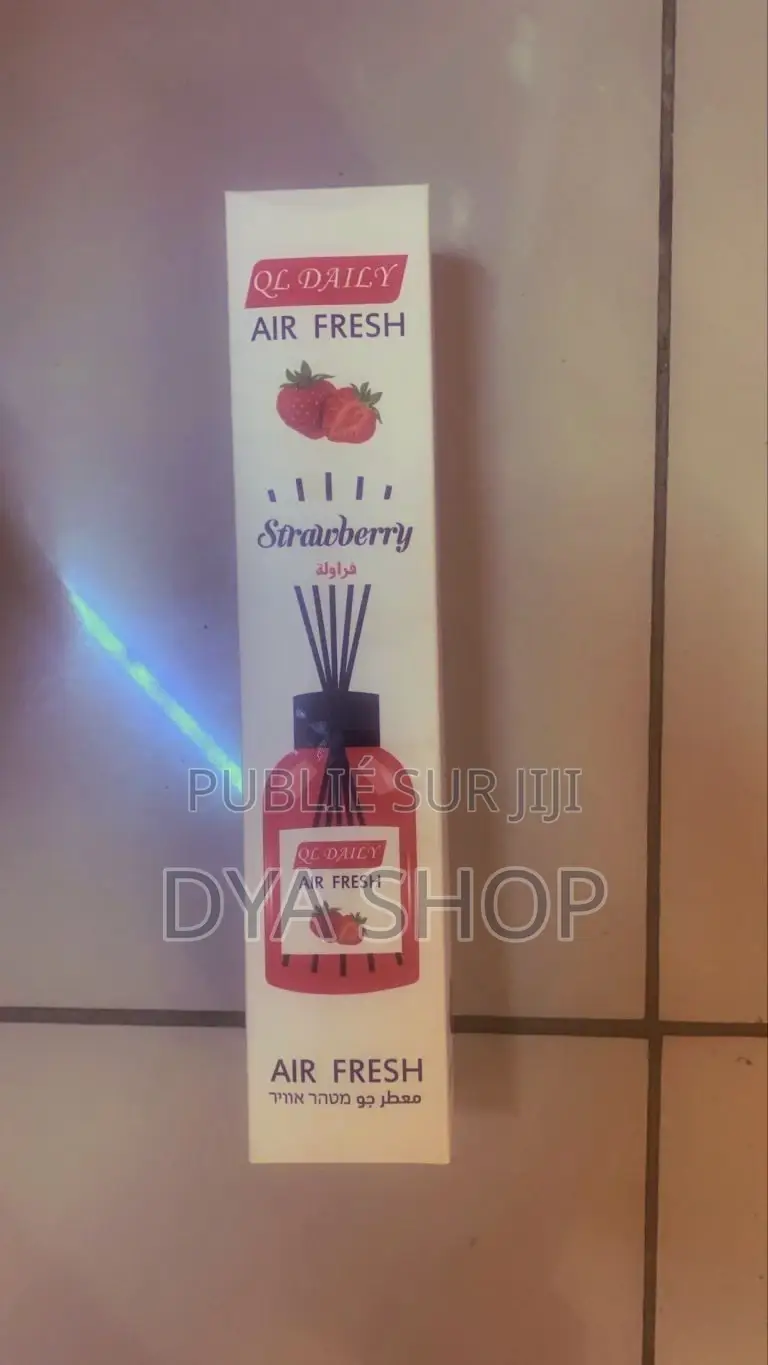 QL DAILY
AIR FRESH
Strawberry
فراولة
PUBLIÉ SUR JIJI
QL DAILY
AIR FRESH
DYA SHOP
AIR FRESH
معطر جو מטהר אוויר